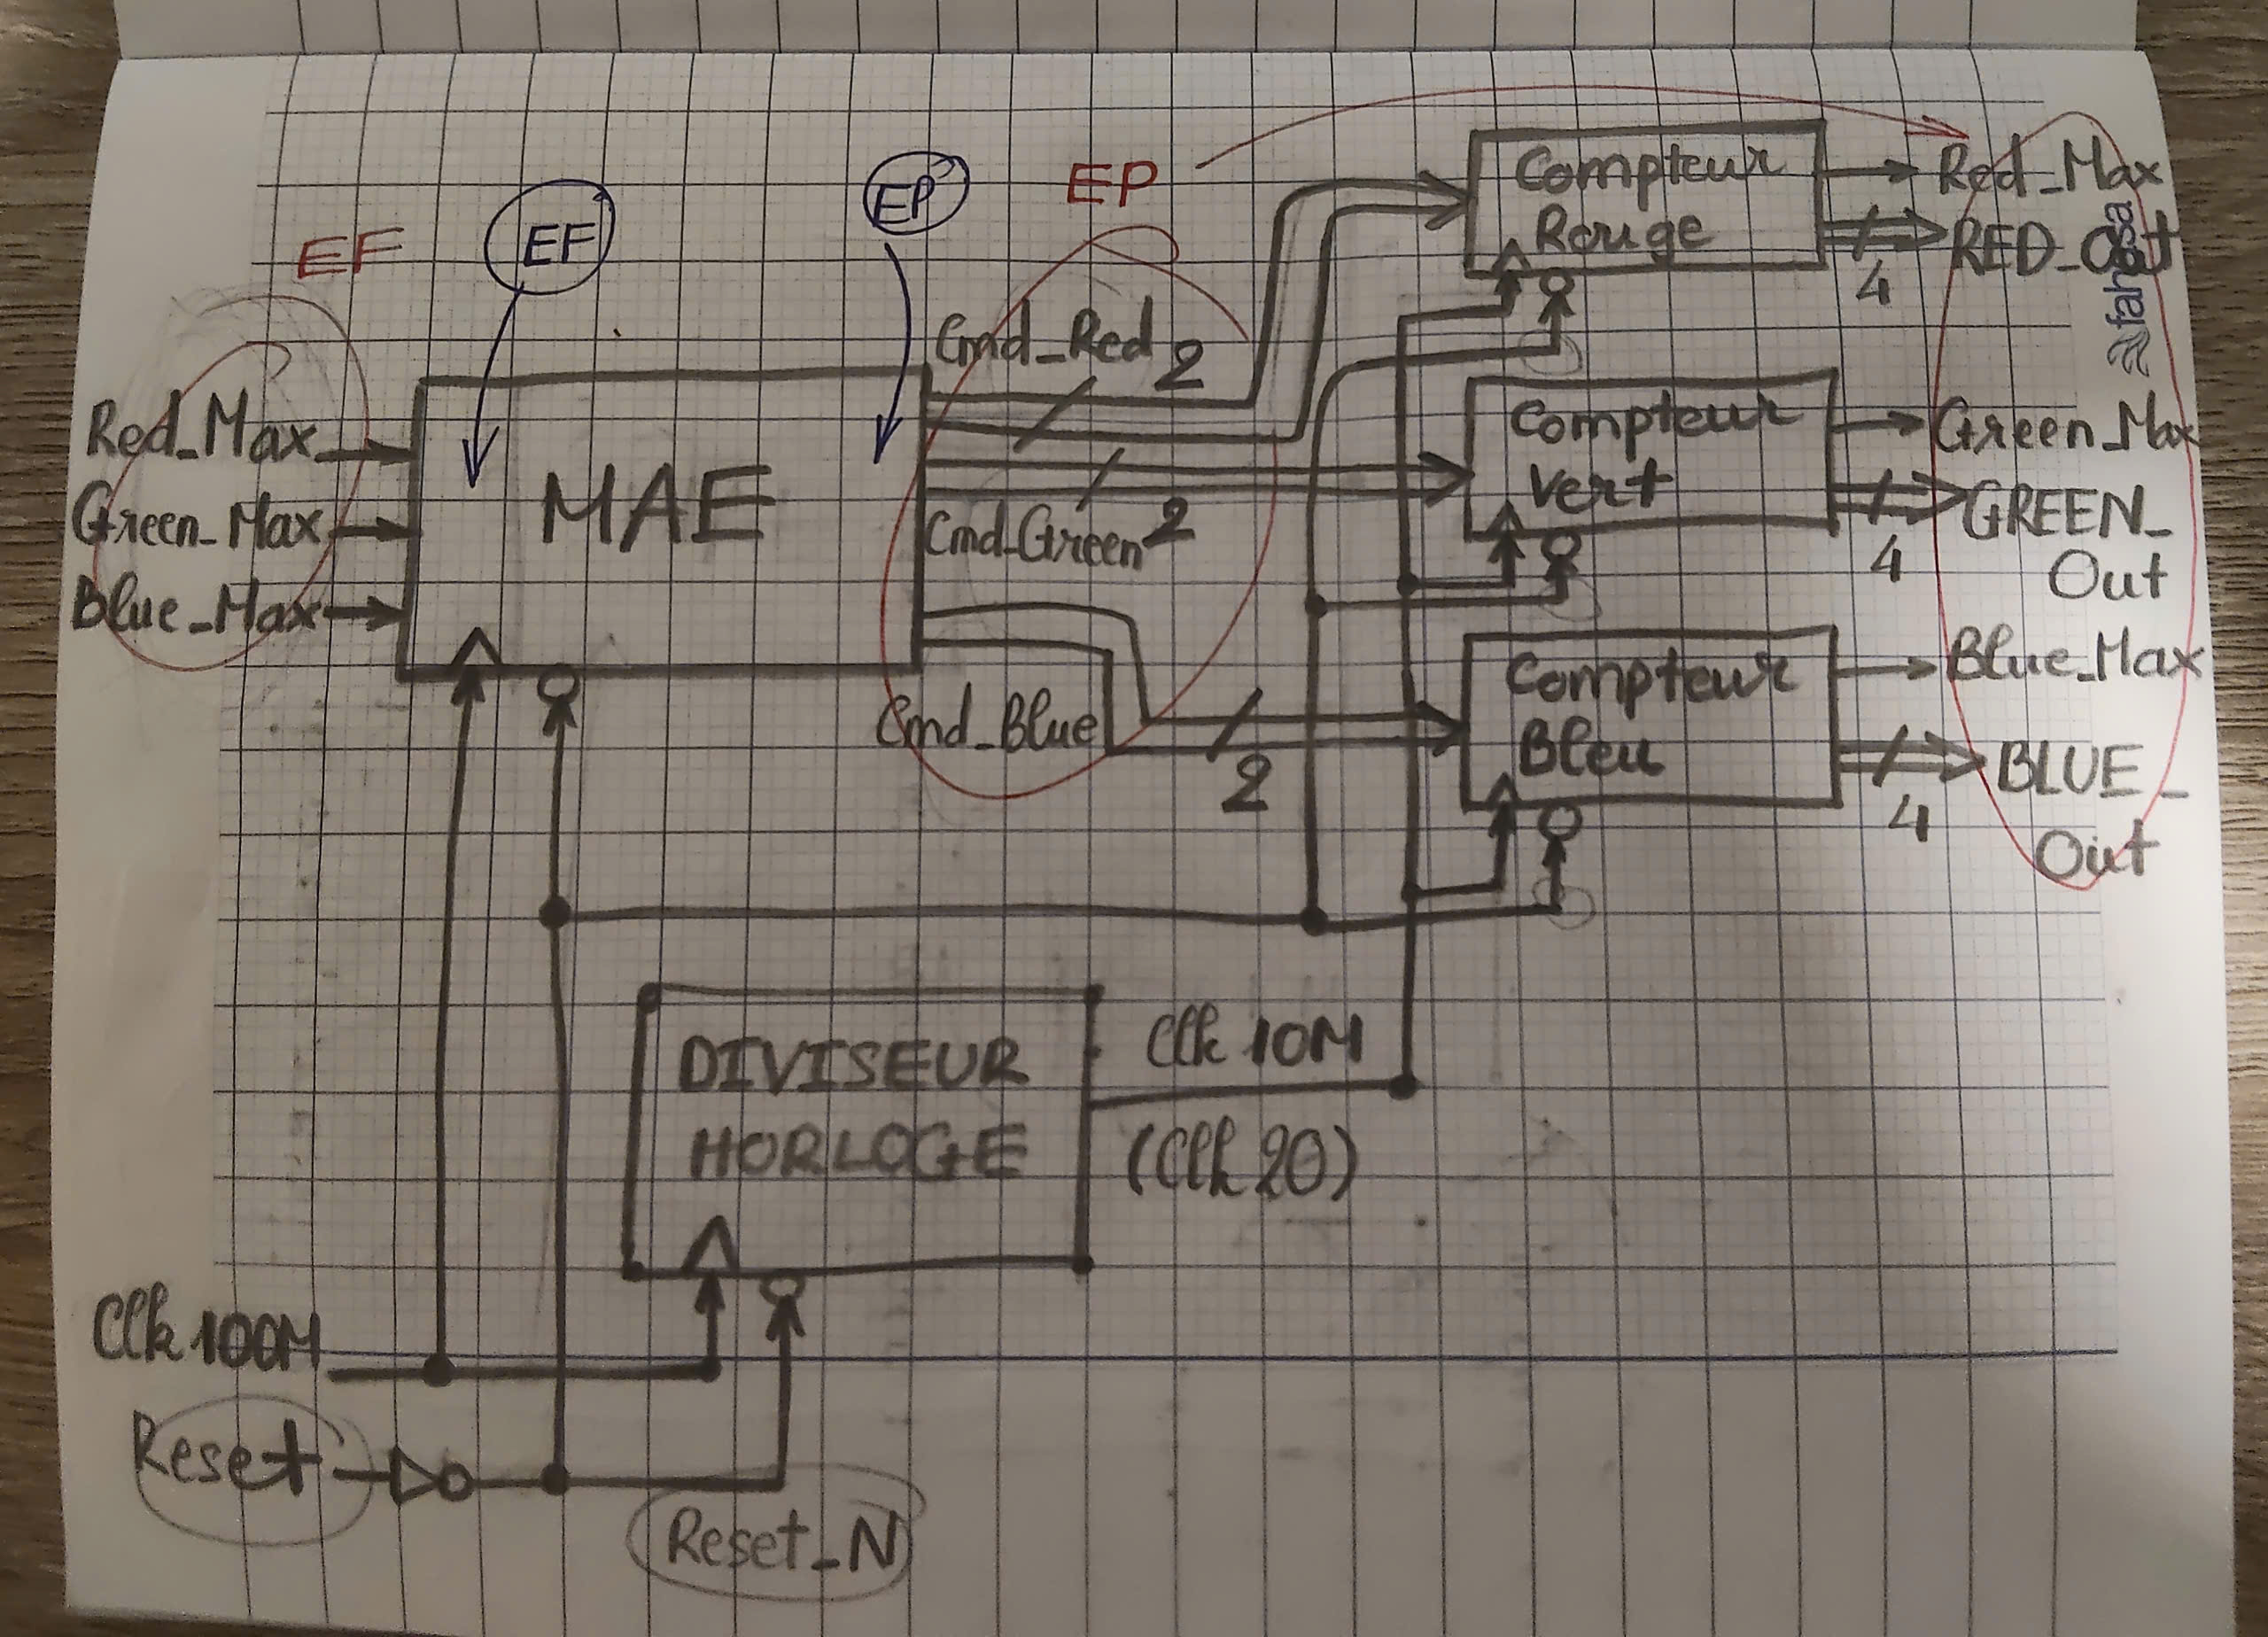 EP
EP
EF
EF
Compteur
Rouge
Red_Max
RED_Out
4
Cmd_Red 2
Red_Max
Green_Max
Blue_Max
MAE
Cmd_Green 2
Compteur
Vert
Green_Max
GREEN_
Out
4
Cmd_Blue
2
Compteur
Bleu
Blue_Max
BLUE_
Out
4
DIVISEUR
HORLOGE
Clk 10M
(Clk 20)
Clk 100M
Reset
Reset_N